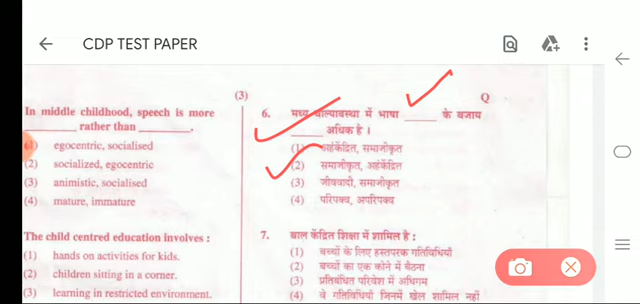 CDP TEST PAPER
(3)
Q
In middle childhood, speech is more
_____ rather than _____.
(1) egocentric, socialised
(2) socialized, egocentric
(3) animistic, socialised
(4) mature, immature
The child centred education involves :
(1) hands on activities for kids.
(2) children sitting in a corner.
(3) learning in restricted environment.
6. मध्य बाल्यावस्था में भाषा _____ के बजाय
_____ अधिक है ।
(1) अहंकेंद्रित, समाजीकृत
(2) समाजीकृत, अहंकेंद्रित
(3) जीववादी, समाजीकृत
(4) परिपक्व, अपरिपक्व
7. बाल केंद्रित शिक्षा में शामिल है :
(1) बच्चों के लिए हस्तपरक गतिविधियाँ
(2) बच्चों का एक कोने में बैठना
(3) प्रतिबंधित परिवेश में अधिगम
(4) वे गतिविधियाँ जिनमें खेल शामिल नहीं